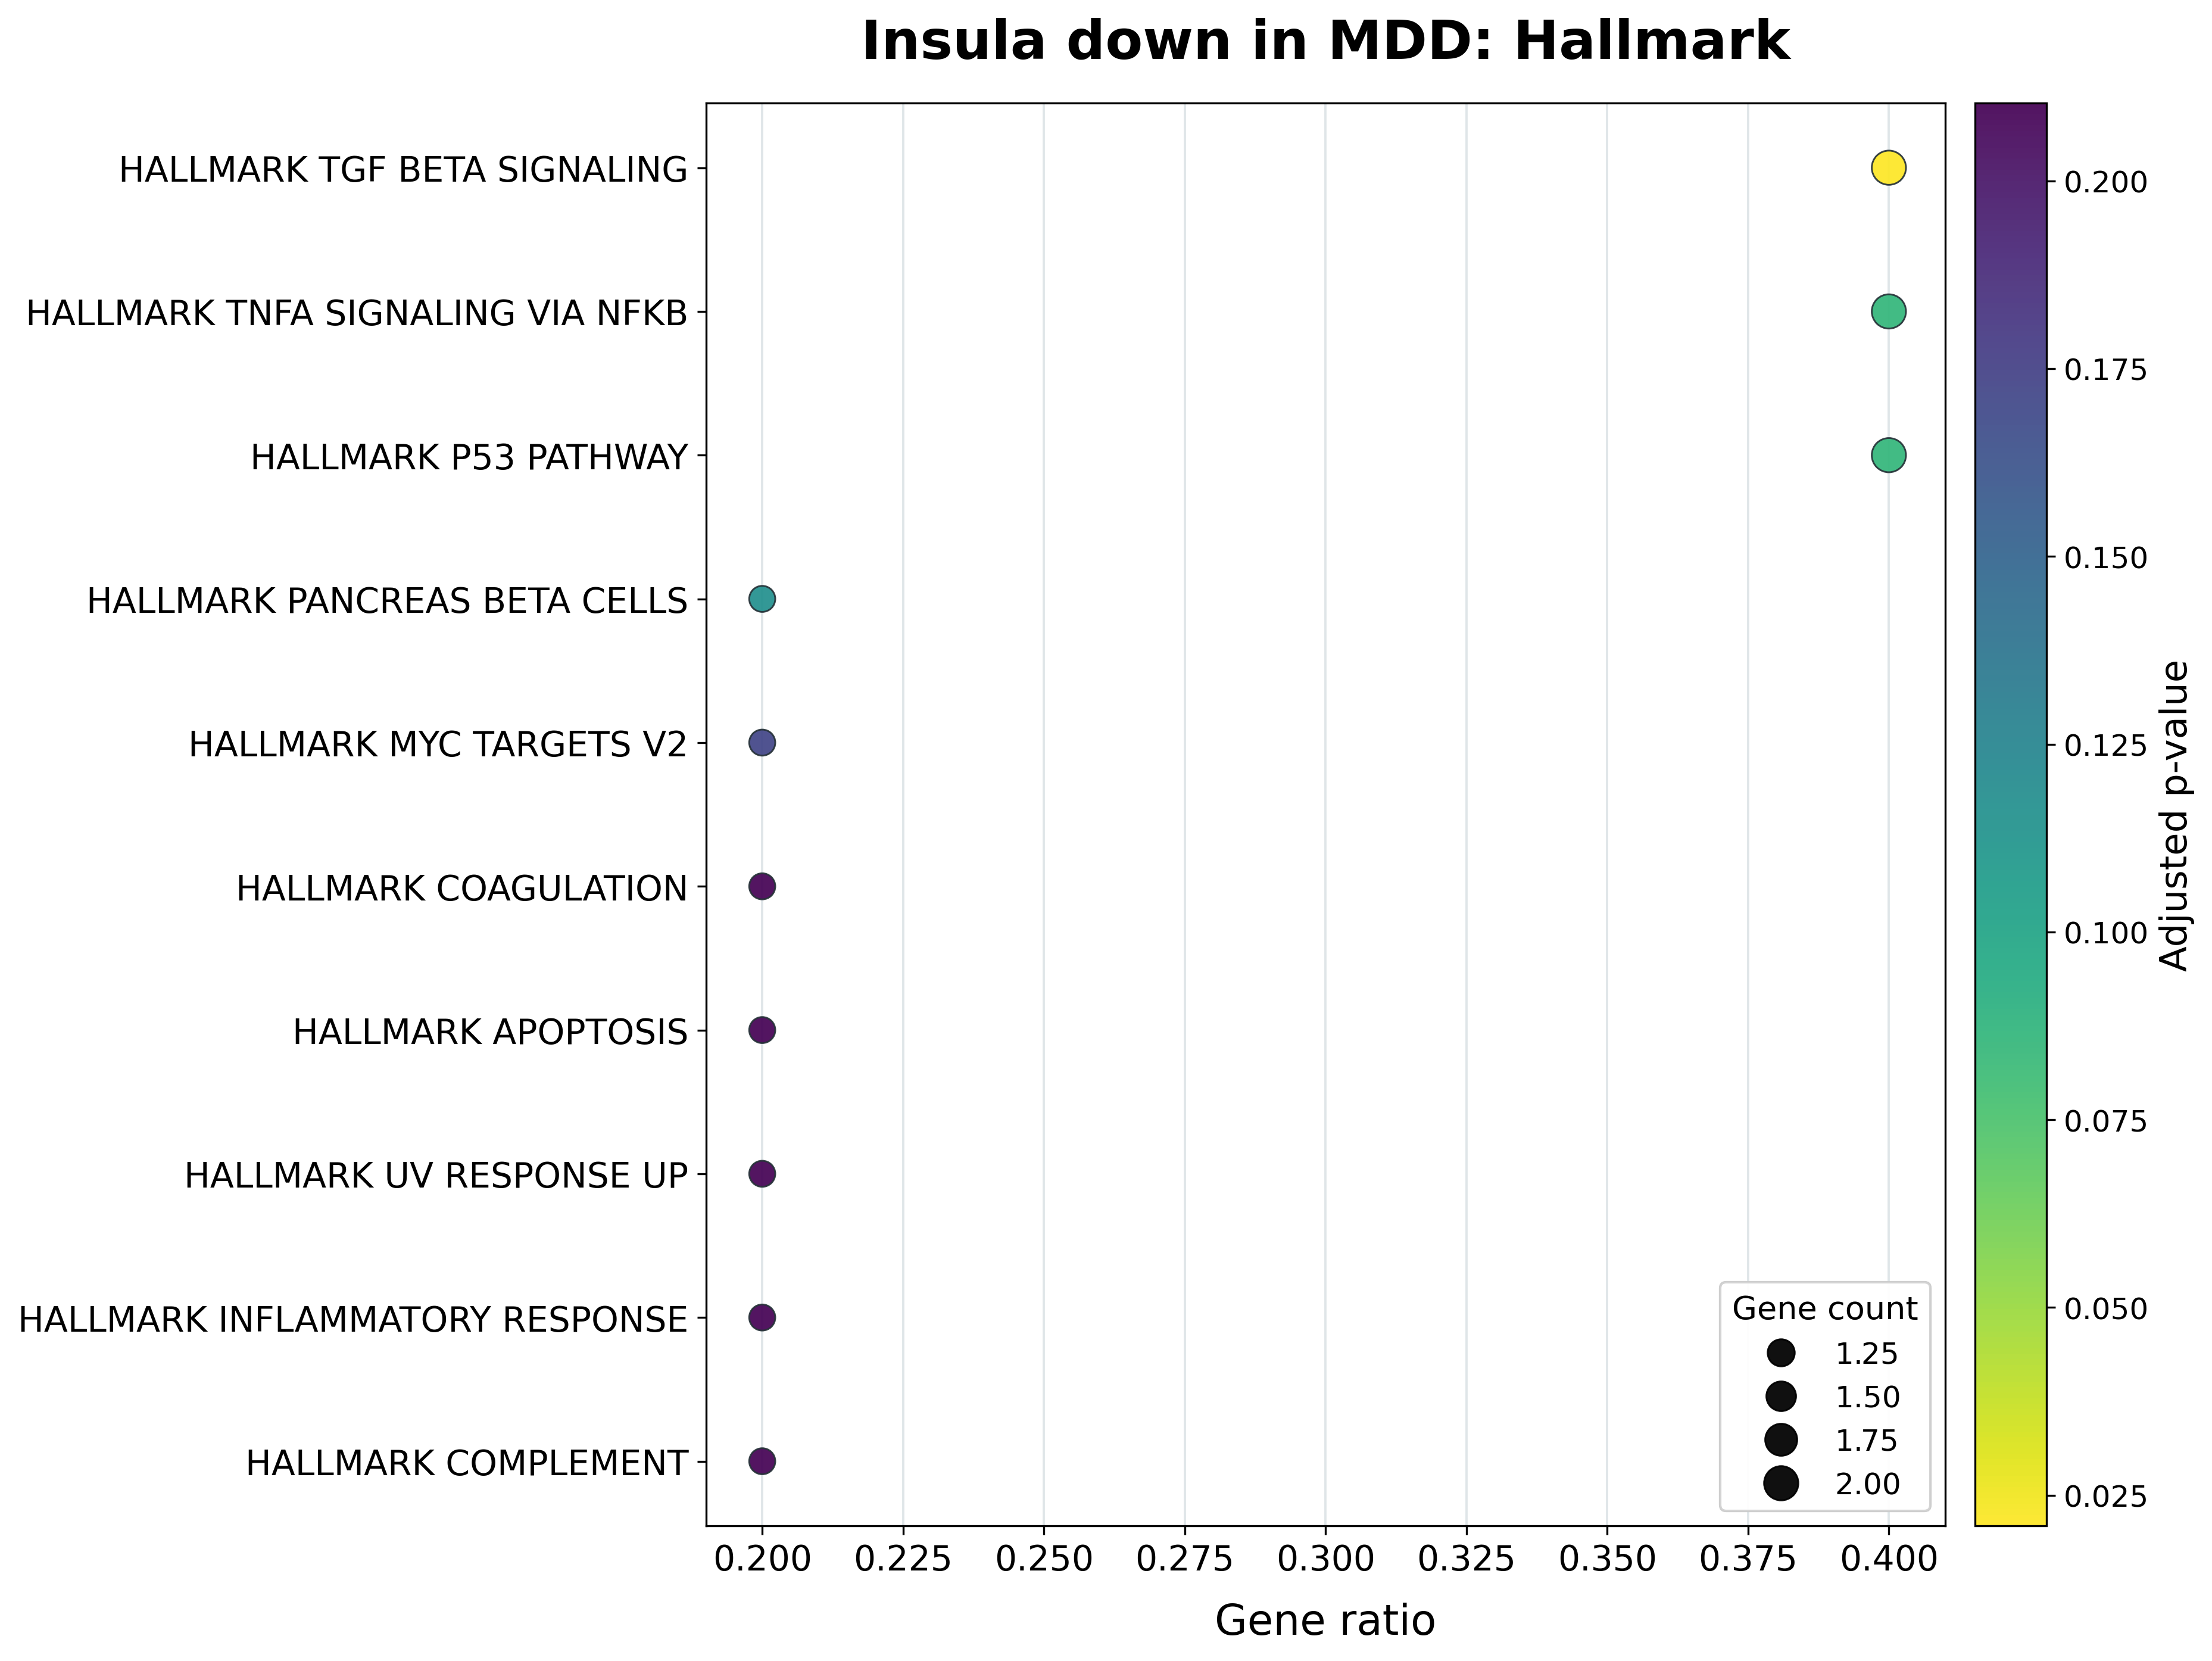 Insula down in MDD: Hallmark
HALLMARK TGF BETA SIGNALING
HALLMARK TNFA SIGNALING VIA NFKB
HALLMARK P53 PATHWAY
HALLMARK PANCREAS BETA CELLS
HALLMARK MYC TARGETS V2
HALLMARK COAGULATION
HALLMARK APOPTOSIS
HALLMARK UV RESPONSE UP
HALLMARK INFLAMMATORY RESPONSE
HALLMARK COMPLEMENT
0.200 0.225 0.250 0.275 0.300 0.325 0.350 0.375 0.400
Gene ratio
Gene count
1.25
1.50
1.75
2.00
0.200
0.175
0.150
0.125
0.100
0.075
0.050
0.025
Adjusted p-value